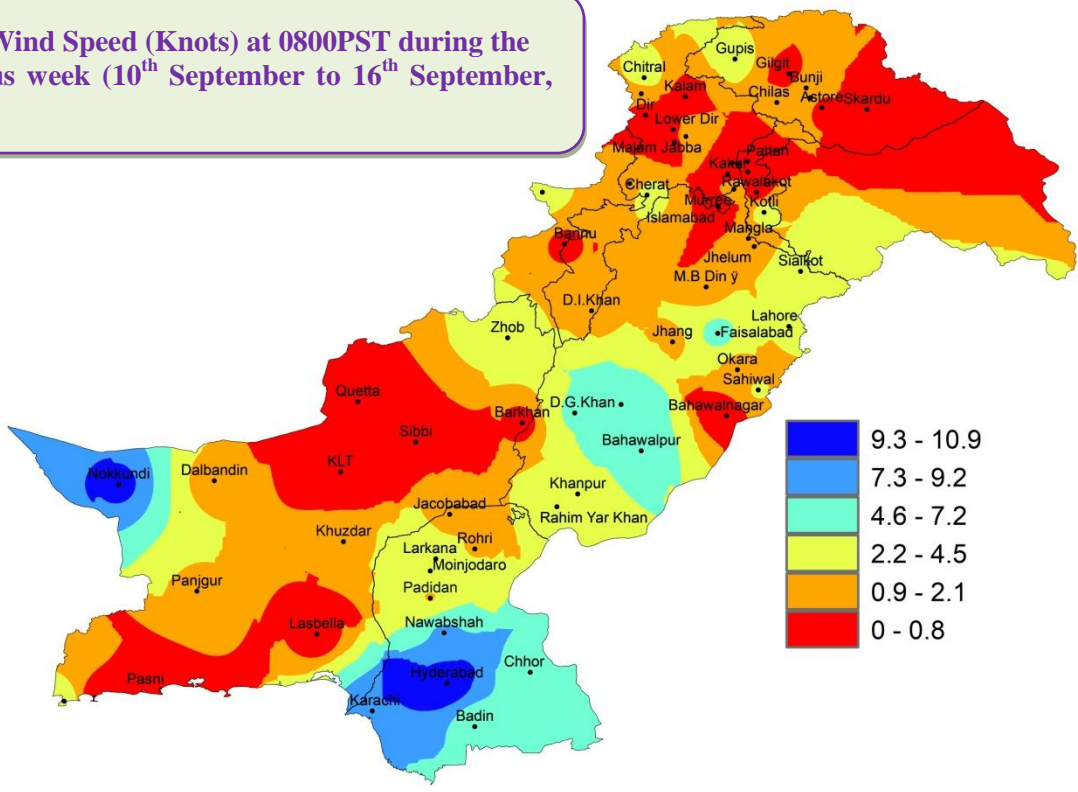 Wind Speed (Knots) at 0800PST during the
us week (10th September to 16th September,
Gupis
Chitral
Gilgit
Bunji
Kalam
Chilas
Astore
Skardu
Dir
Lower Dir
Malam Jabba
Pattan
Kakul
Cherat
Rawalakot
Murree
Kotli
Islamabad
Bannu
Mangla
Jhelum
Sialkot
M.B Din ÿ
D.I.Khan
Zhob
Lahore
Jhang
Faisalabad
Okara
Sahiwal
Quetta
D.G.Khan
Bahawalnagar
Barkhan
Sibbi
Bahawalpur
9.3 - 10.9
Nokkundi
Dalbandin
KLT
7.3 - 9.2
Khanpur
Jacobabad
Rahim Yar Khan
4.6 - 7.2
Khuzdar
Rohri
Larkana
Moinjodaro
2.2 - 4.5
Panjgur
Padidan
0.9 - 2.1
Lasbella
Nawabshah
0 - 0.8
Chhor
Pasni
Hyderabad
Karachi
Badin